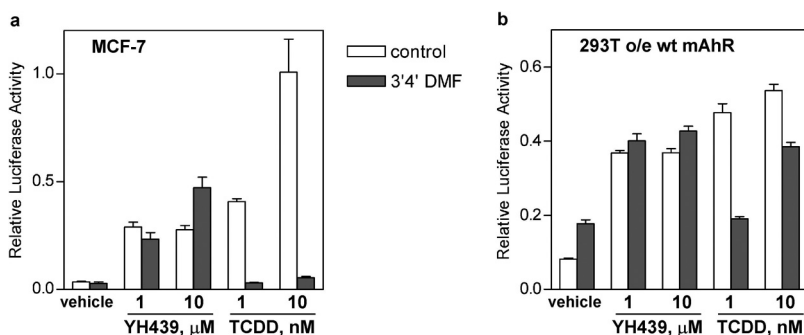 a
MCF-7
control
3'4' DMF
Relative Luciferase Activity
1.0
0.5
0.0
vehicle 1 10 1 10
YH439, μM TCDD, nM
b
293T o/e wt mAhR
Relative Luciferase Activity
0.6
0.4
0.2
0.0
vehicle 1 10 1 10
YH439, μM TCDD, nM